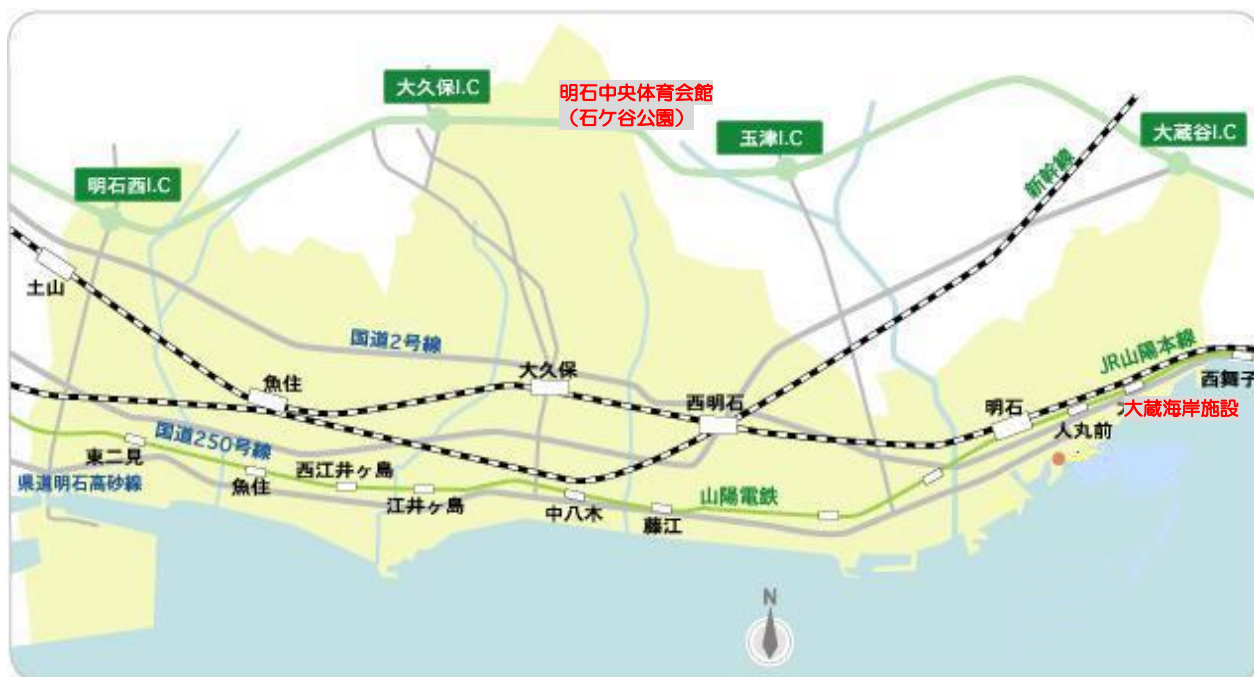 大久保I.C
明石中央体育会館
（石ケ谷公園）
玉津I.C
大蔵谷I.C
明石西I.C
新幹線
土山
国道2号線
大久保
魚住
西明石
JR山陽本線
西舞子
明石
大蔵海岸施設
人丸前
国道250号線
東二見
魚住
西江井ヶ島
県道明石高砂線
江井ヶ島
中八木
藤江
山陽電鉄
N